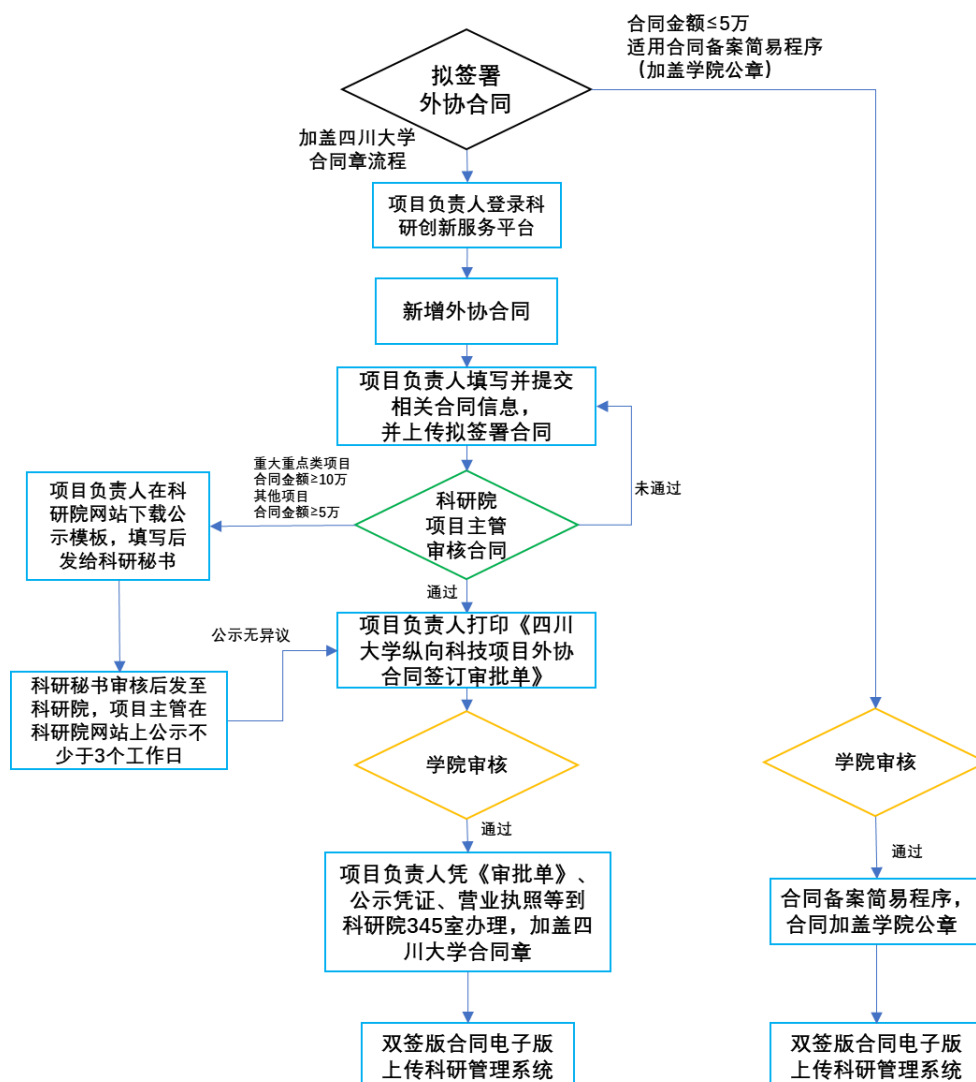 合同金额≤5万
适用合同备案简易程序
（加盖学院公章）
拟签署
外协合同
加盖四川大学
合同章流程
项目负责人登录科
研创新服务平台
新增外协合同
项目负责人填写并提交
相关合同信息，
并上传拟签署合同
重大重点类项目
合同金额≥10万
其他项目
合同金额≥5万
未通过
科研院
项目主管
审核合同
项目负责人在科
研院网站下载公
示模板，填写后
发给科研秘书
通过
公示无异议
项目负责人打印《四川
大学纵向科技项目外协
合同签订审批单》
科研秘书审核后发至
科研院，项目主管在
科研院网站上公示不
少于3个工作日
学院审核
学院审核
通过
通过
项目负责人凭《审批单》、
公示凭证、营业执照等到
科研院345室办理，加盖四
川大学合同章
合同备案简易程序，
合同加盖学院公章
双签版合同电子版
上传科研管理系统
双签版合同电子版
上传科研管理系统